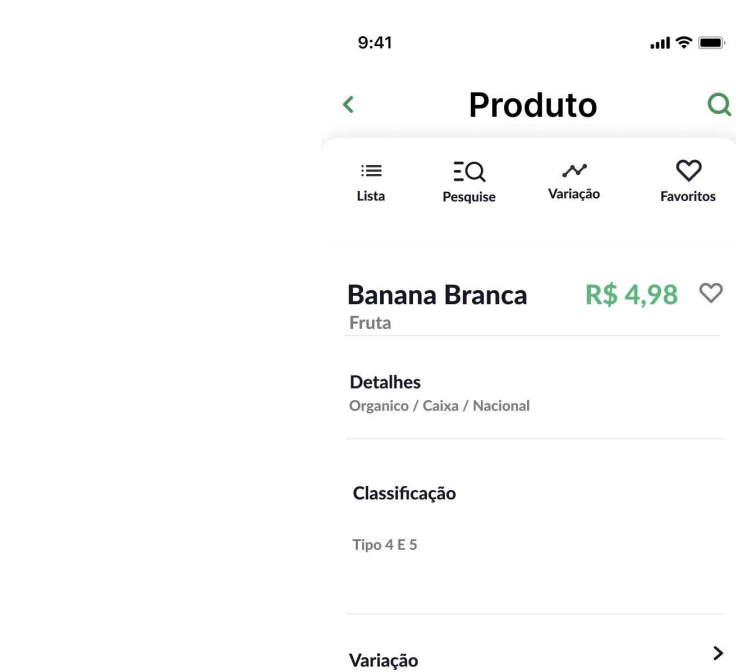 9:41
Produto
Lista Pesquise Variação Favoritos
Banana Branca R$ 4,98
Fruta
Detalhes
Organico / Caixa / Nacional
Classificação
Tipo 4 E 5
Variação